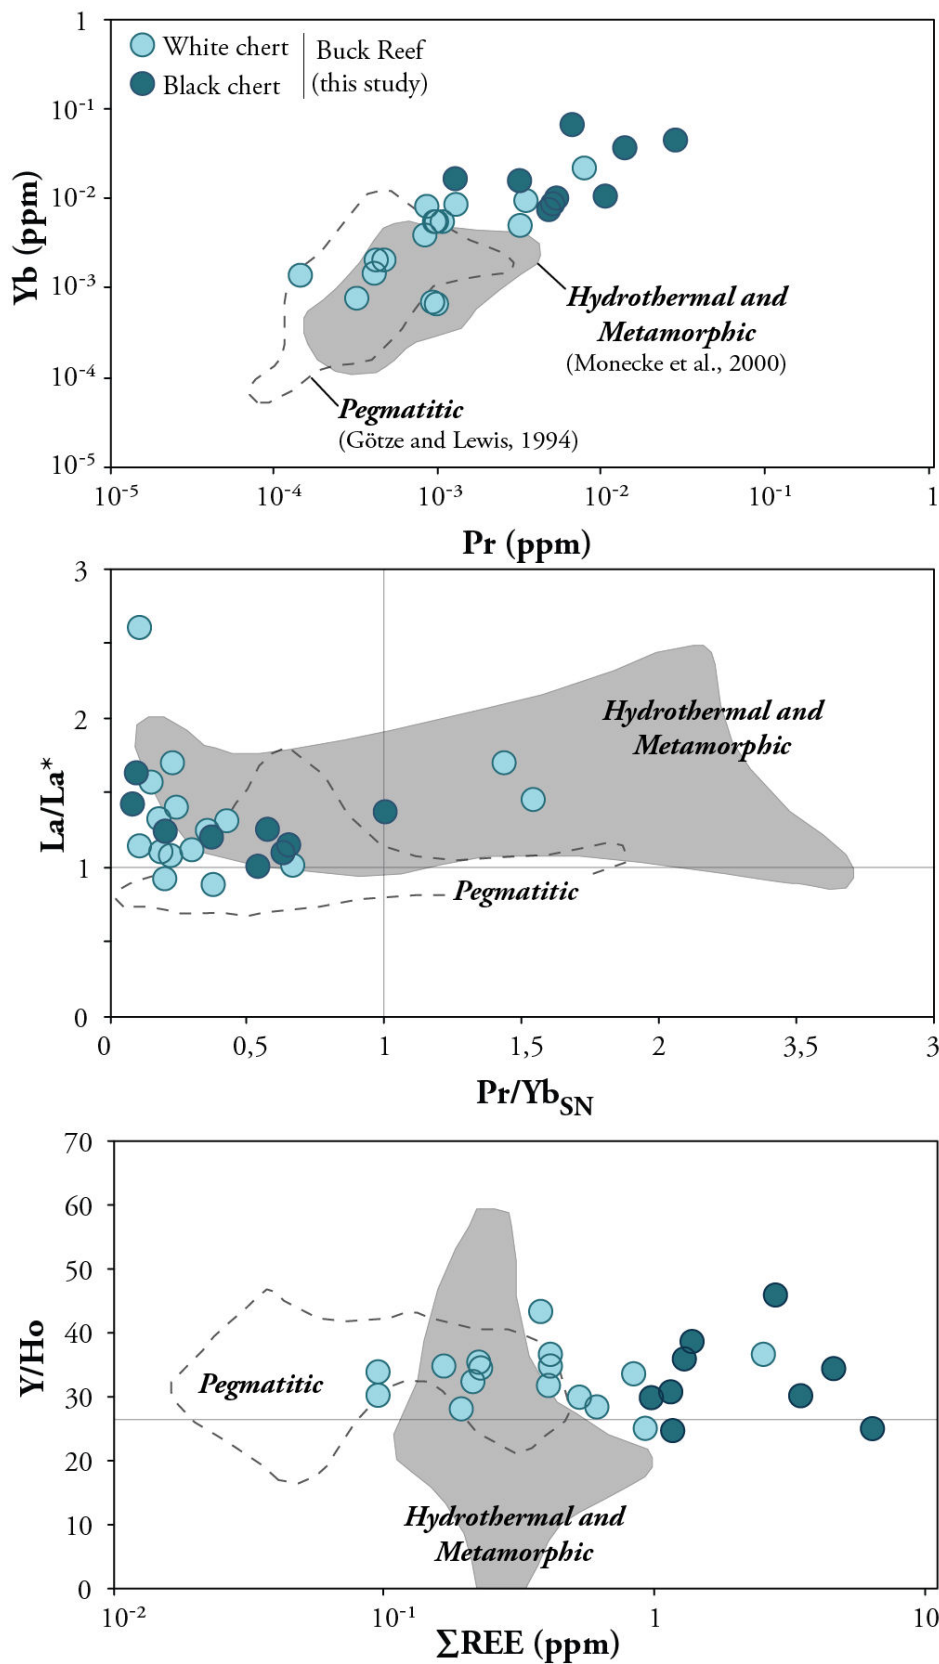 1
White chert
Buck Reef
Black chert
(this study)
10⁻¹
10⁻²
10⁻³
10⁻⁴
10⁻⁵
Yb (ppm)
Hydrothermal and
Metamorphic
(Monecke et al., 2000)
Pegmatitic
(Götze and Lewis, 1994)
10⁻⁵ 10⁻⁴ 10⁻³ 10⁻² 10⁻¹ 1
Pr (ppm)
3
2
1
0
La/La*
Hydrothermal and
Metamorphic
Pegmatitic
0 0,5 1 1,5 2 3,5 3
Pr/Yb_SN
70
60
50
40
30
20
10
0
Y/Ho
Pegmatitic
Hydrothermal and
Metamorphic
10⁻² 10⁻¹ 1 10
∑REE (ppm)